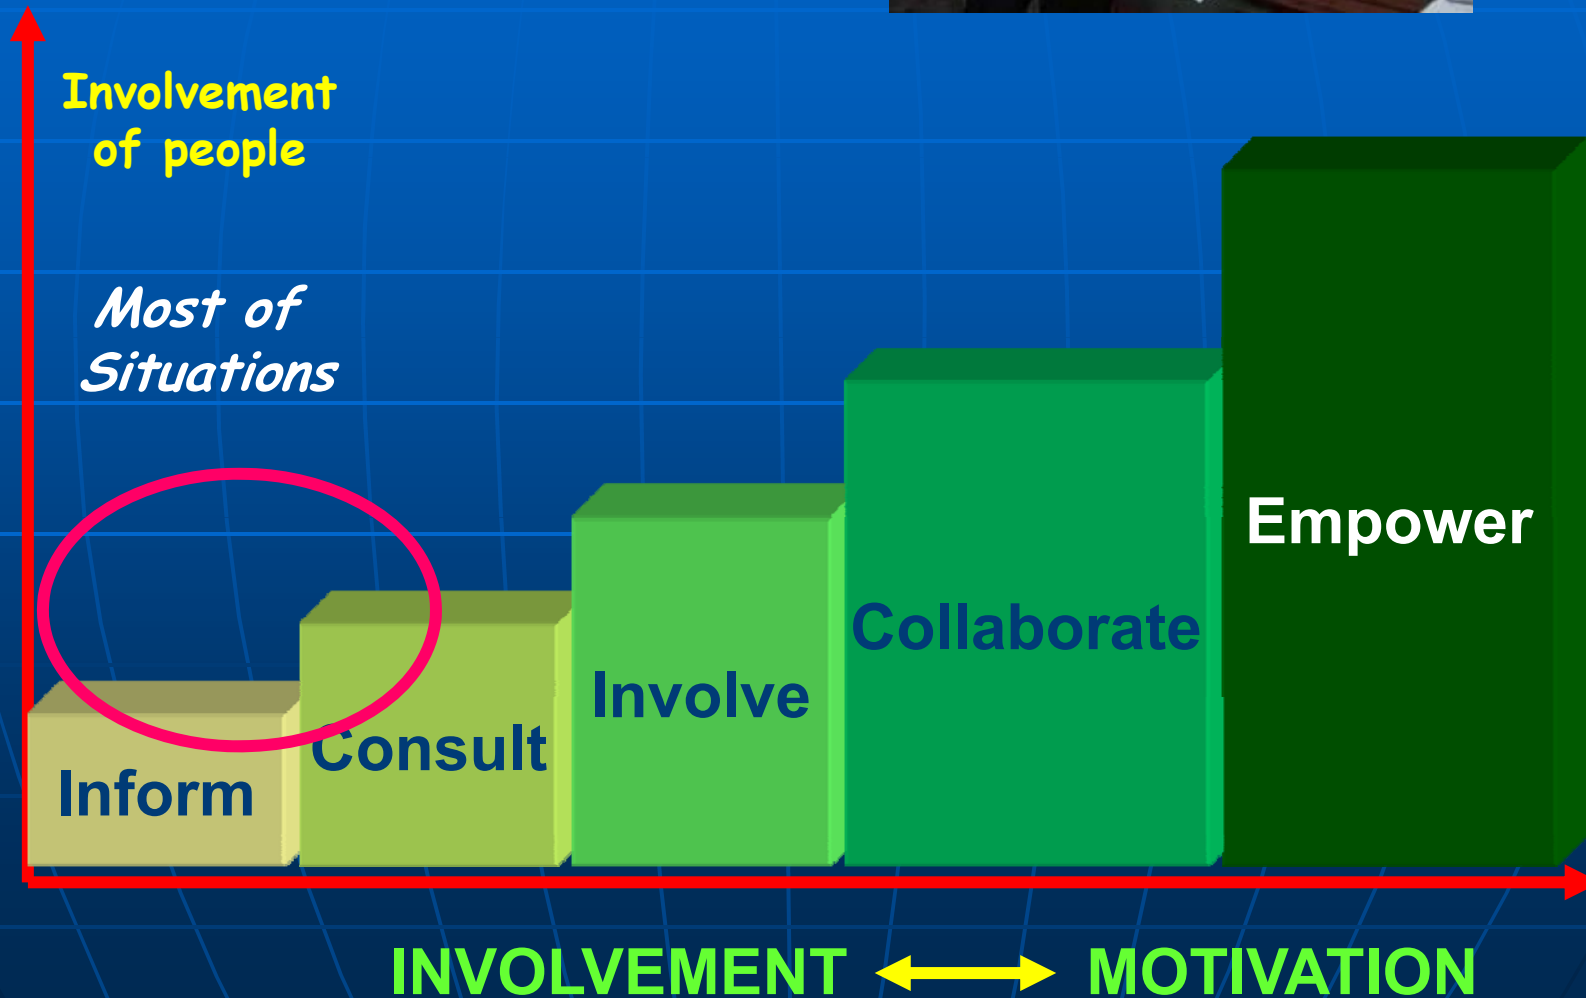 Involvement
of people
Most of
Situations
Inform
Consult
Involve
Collaborate
Empower
INVOLVEMENT MOTIVATION